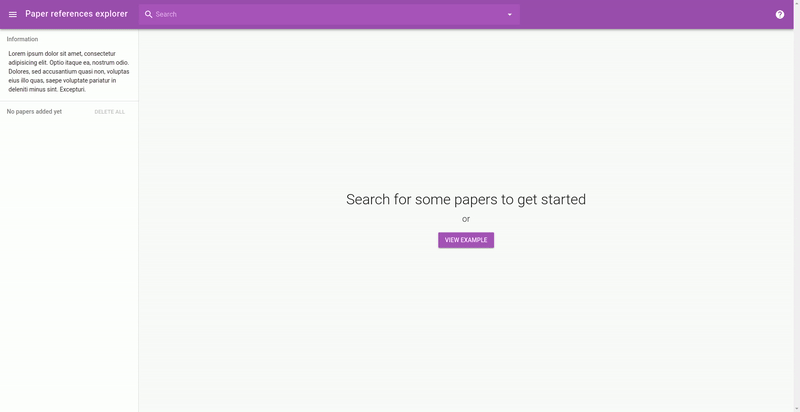 Paper references explorer
Search
Information
Lorem ipsum dolor sit amet, consectetur
adipisicing elit. Optio itaque ea, nostrum odio.
Dolores, sed accusantium quasi non, voluptas
eius illo quas, saepe voluptate pariatur in
deleniti minus sint. Excepturi.
No papers added yet
DELETE ALL
Search for some papers to get started
or
VIEW EXAMPLE